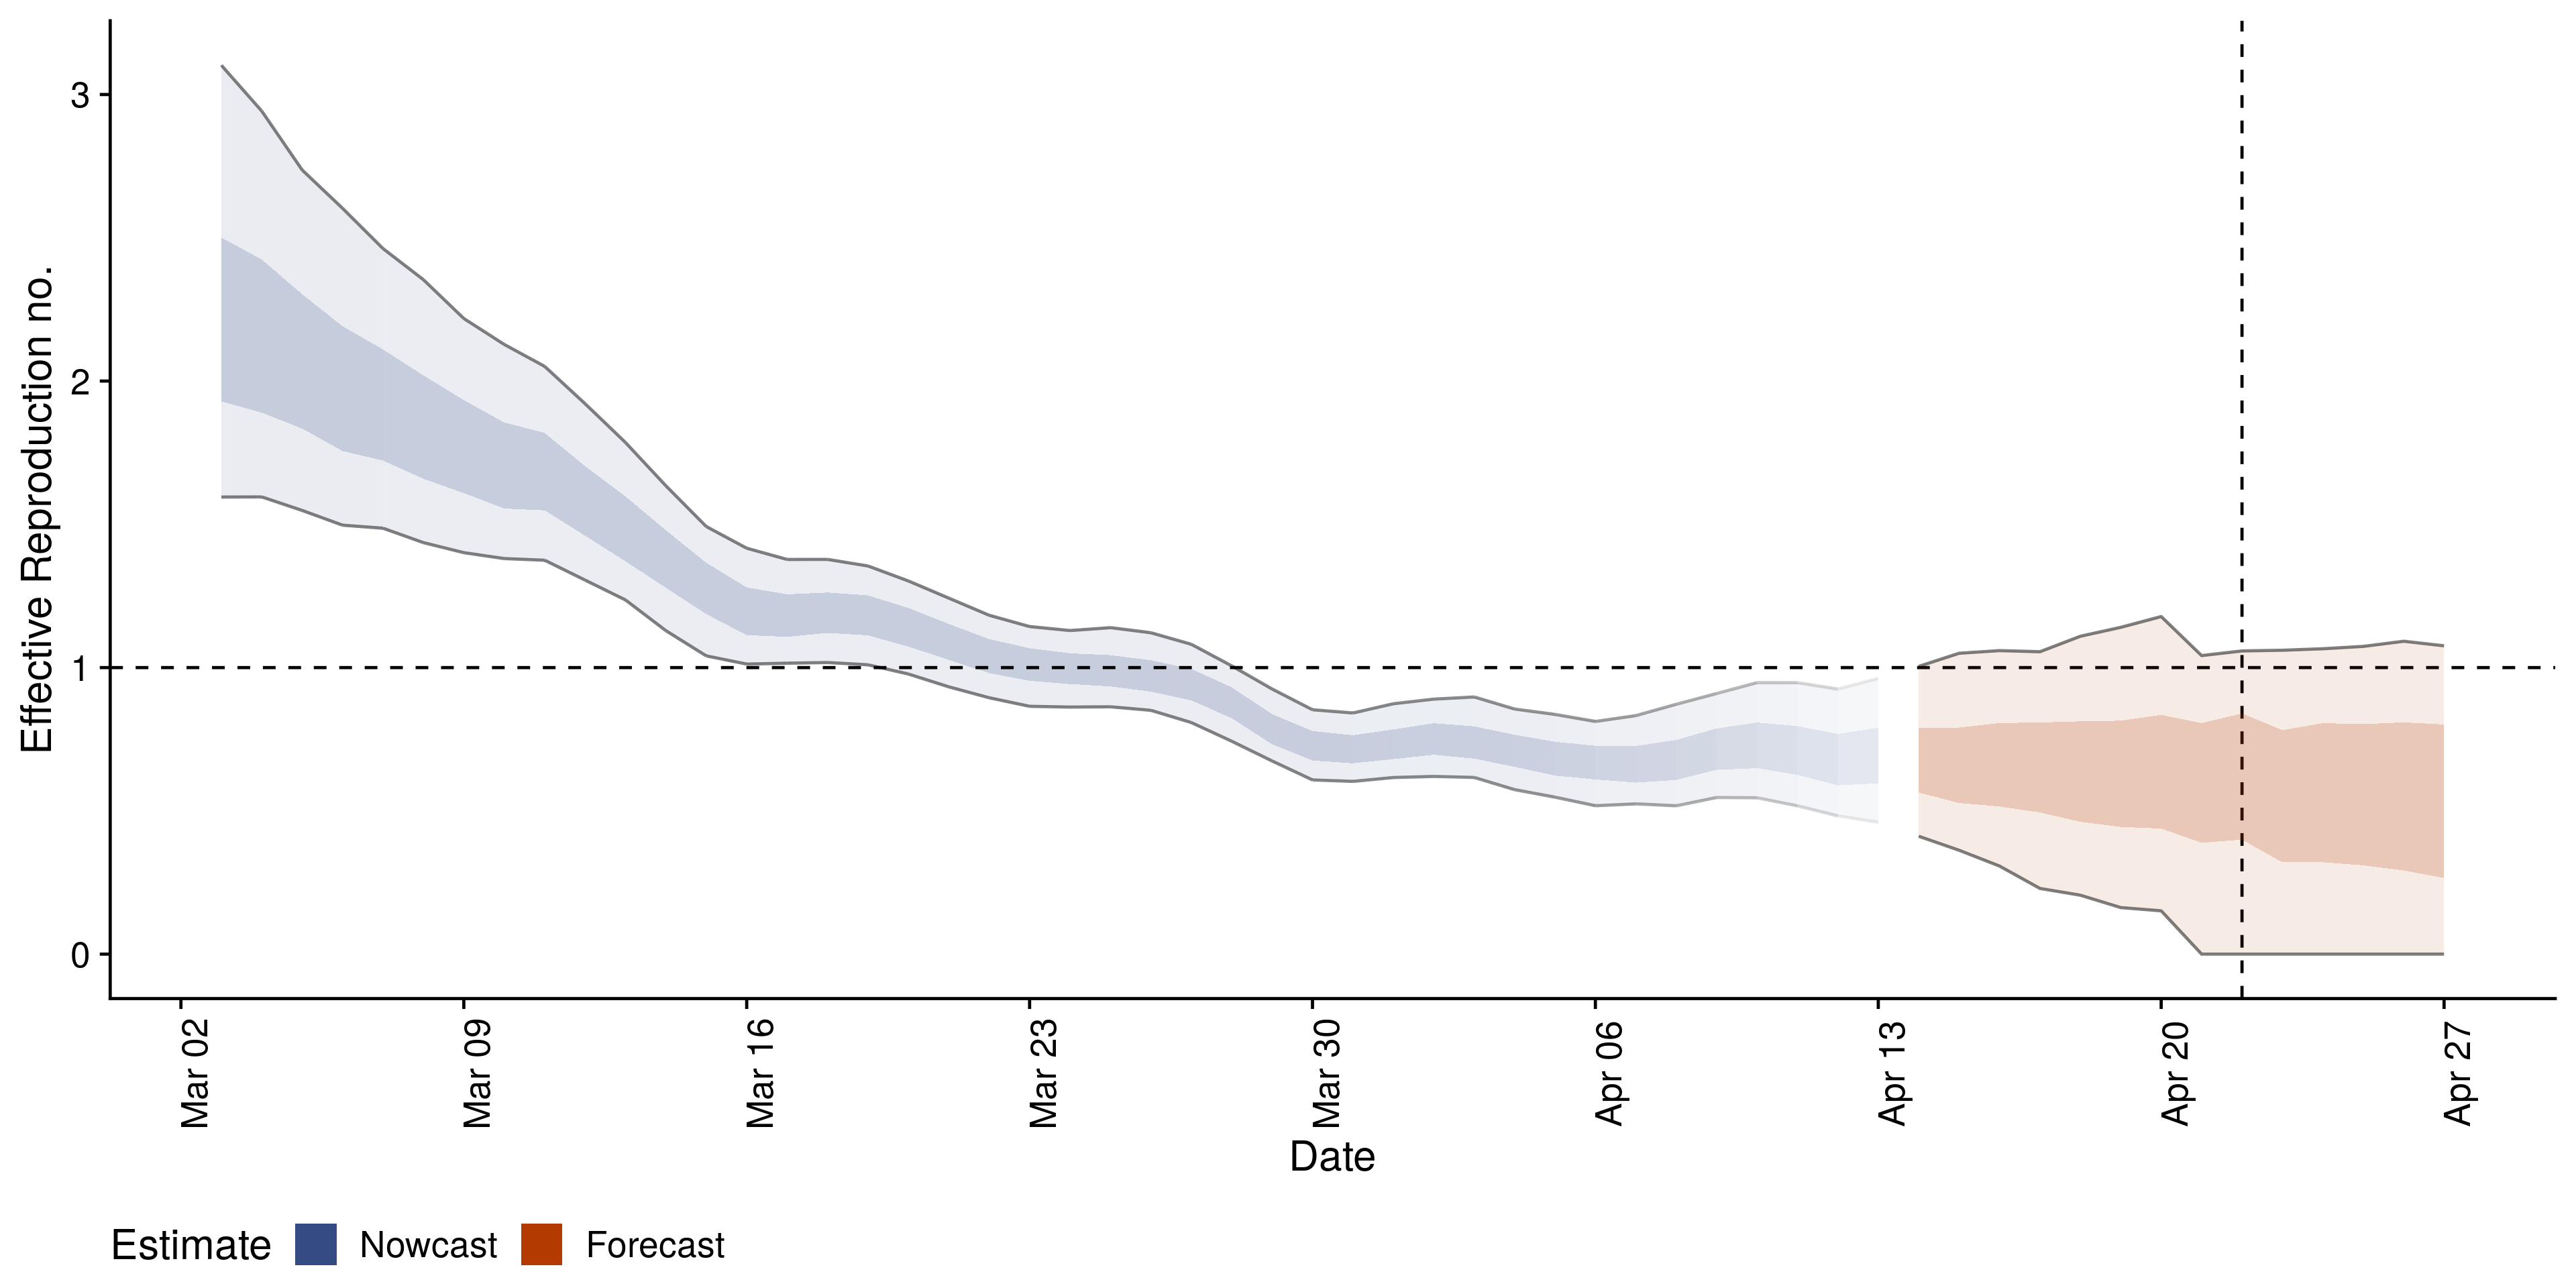 Effective Reproduction no.
3
2
1
0
Mar 02
Mar 09
Mar 16
Mar 23
Mar 30
Apr 06
Apr 13
Apr 20
Apr 27
Date
Estimate Nowcast Forecast